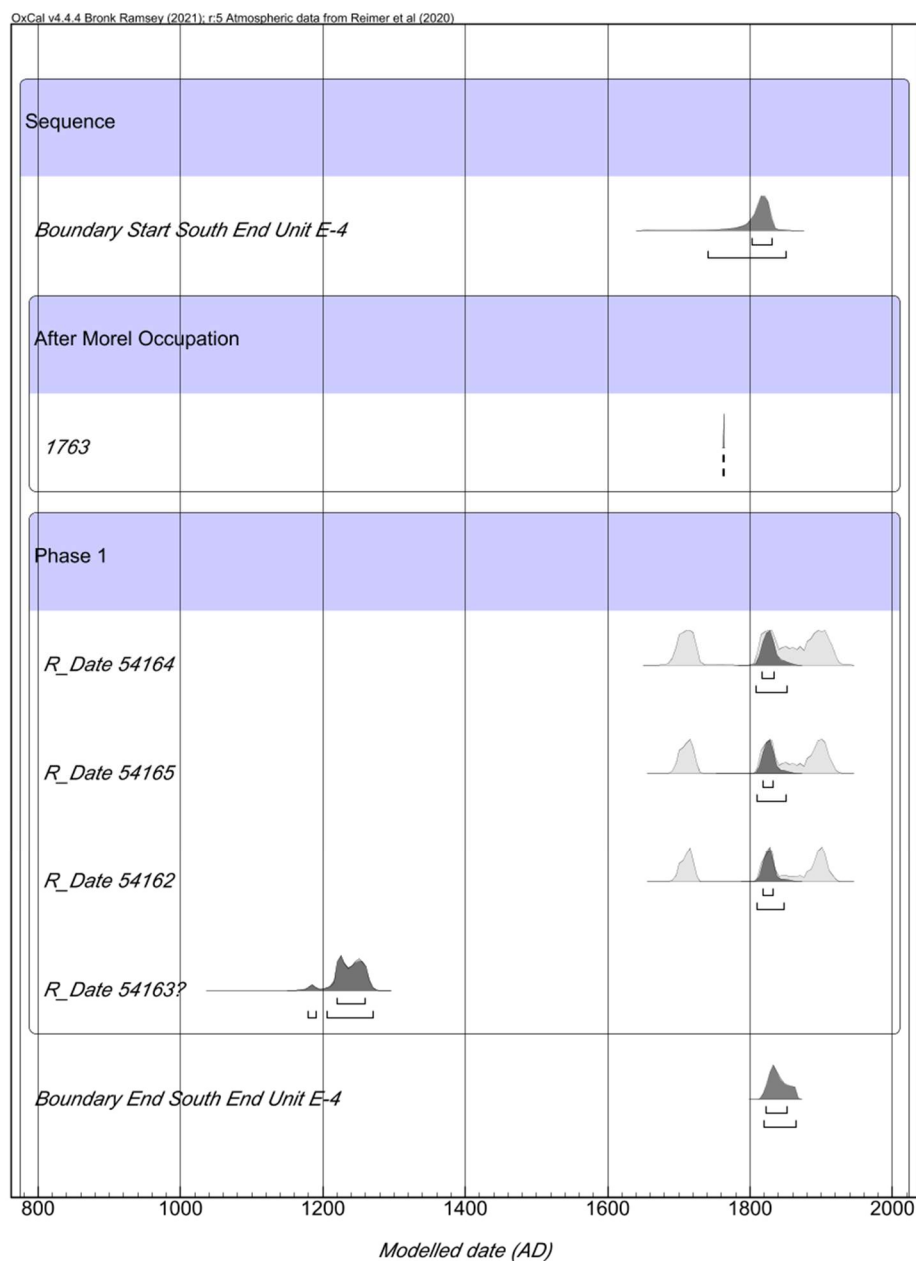 OxCal v4.4.4 Bronk Ramsey (2021); r:5 Atmospheric data from Reimer et al (2020)
Sequence
Boundary Start South End Unit E-4
After Morel Occupation
1763
Phase 1
R_Date 54164
R_Date 54165
R_Date 54162
R_Date 54163?
Boundary End South End Unit E-4
800 1000 1200 1400 1600 1800 2000
Modelled date (AD)